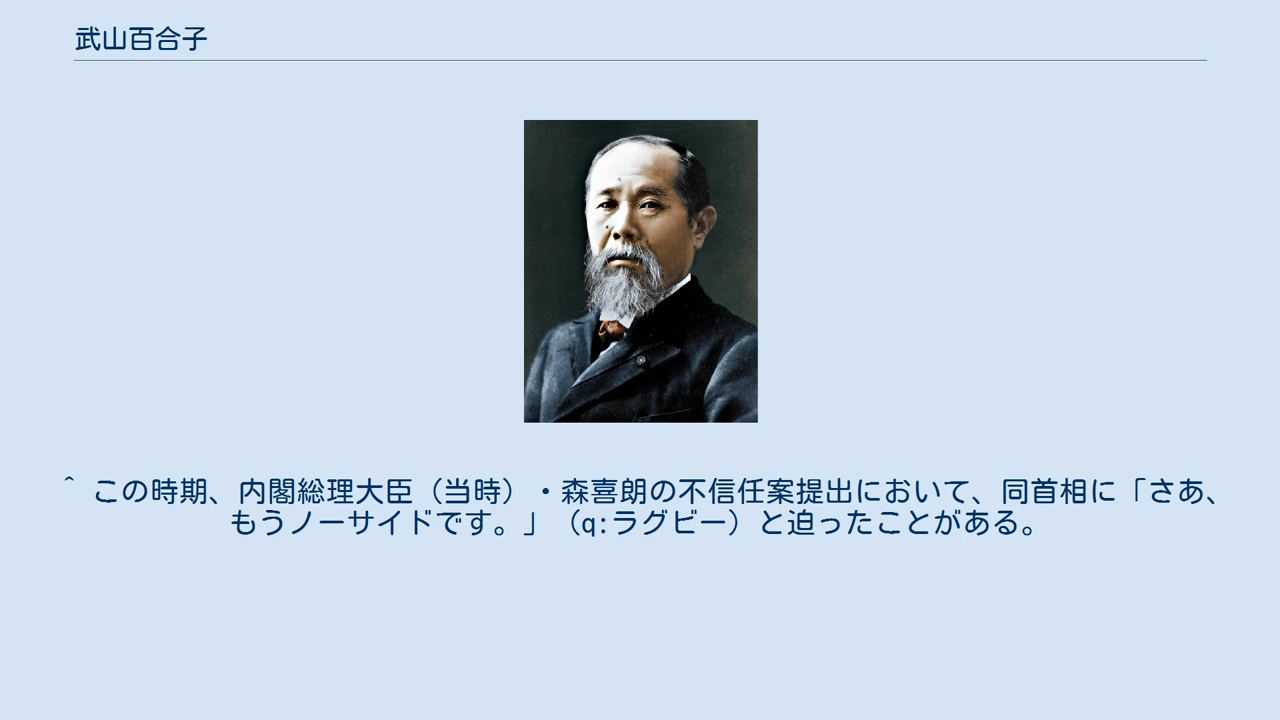 武山百合子
^ この時期、内閣総理大臣（当時）・森喜朗の不信任案提出において、同首相に「さあ、
もうノーサイドです。」（q:ラグビー）と迫ったことがある。